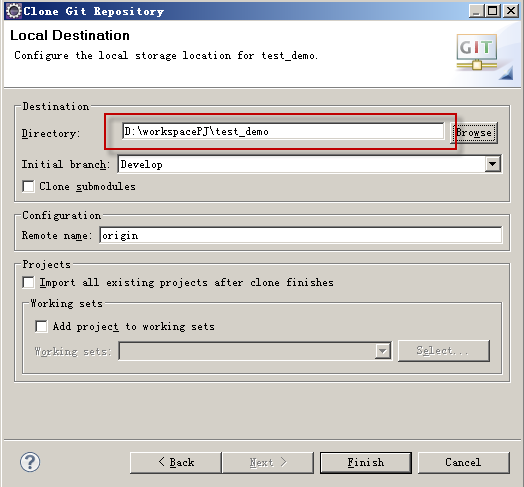 Clone Git Repository
Local Destination
Configure the local storage location for test_demo.
GIT
Destination
Directory: D:\workspacePJ\test_demo Browse
Initial branch: Develop
Clone submodules
Configuration
Remote name: origin
Projects
Import all existing projects after clone finishes
Working sets
Add project to working sets
Working sets: Select...
? < Back Next > Finish Cancel